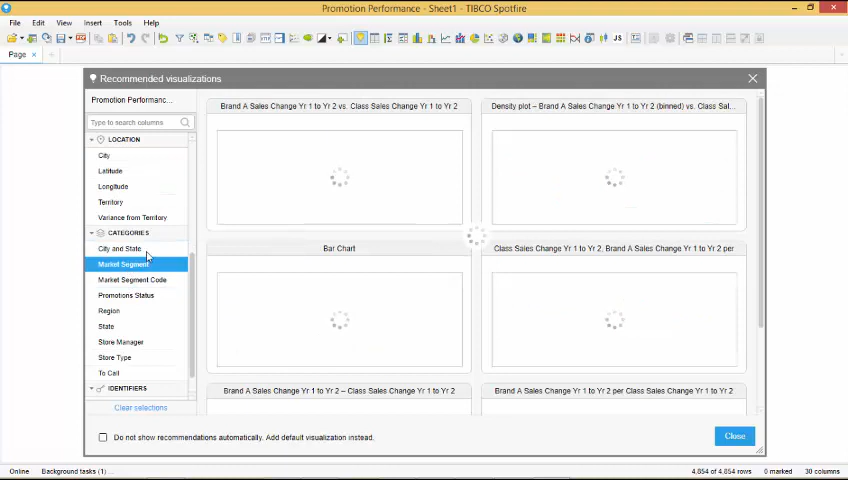 Promotion Performance - Sheet1 - TIBCO Spotfire
File Edit View Insert Tools Help
JS
Page
Recommended visualizations
Promotion Performanc...
Type to search columns
LOCATION
City
Latitude
Longitude
Territory
Variance from Territory
CATEGORIES
City and State
Market Segment
Market Segment Code
Promotions Status
Region
State
Store Manager
Store Type
To Call
IDENTIFIERS
Clear selections
Brand A Sales Change Yr 1 to Yr 2 vs. Class Sales Change Yr 1 to Yr 2
Density plot – Brand A Sales Change Yr 1 to Yr 2 (binned) vs. Class Sal...
Bar Chart
Class Sales Change Yr 1 to Yr 2, Brand A Sales Change Yr 1 to Yr 2 per
Brand A Sales Change Yr 1 to Yr 2 – Class Sales Change Yr 1 to Yr 2
Brand A Sales Change Yr 1 to Yr 2 per Class Sales Change Yr 1 to Yr 2
Do not show recommendations automatically. Add default visualization instead.
Close
Online Background tasks (1) ... 4,854 of 4,854 rows 0 marked 30 columns